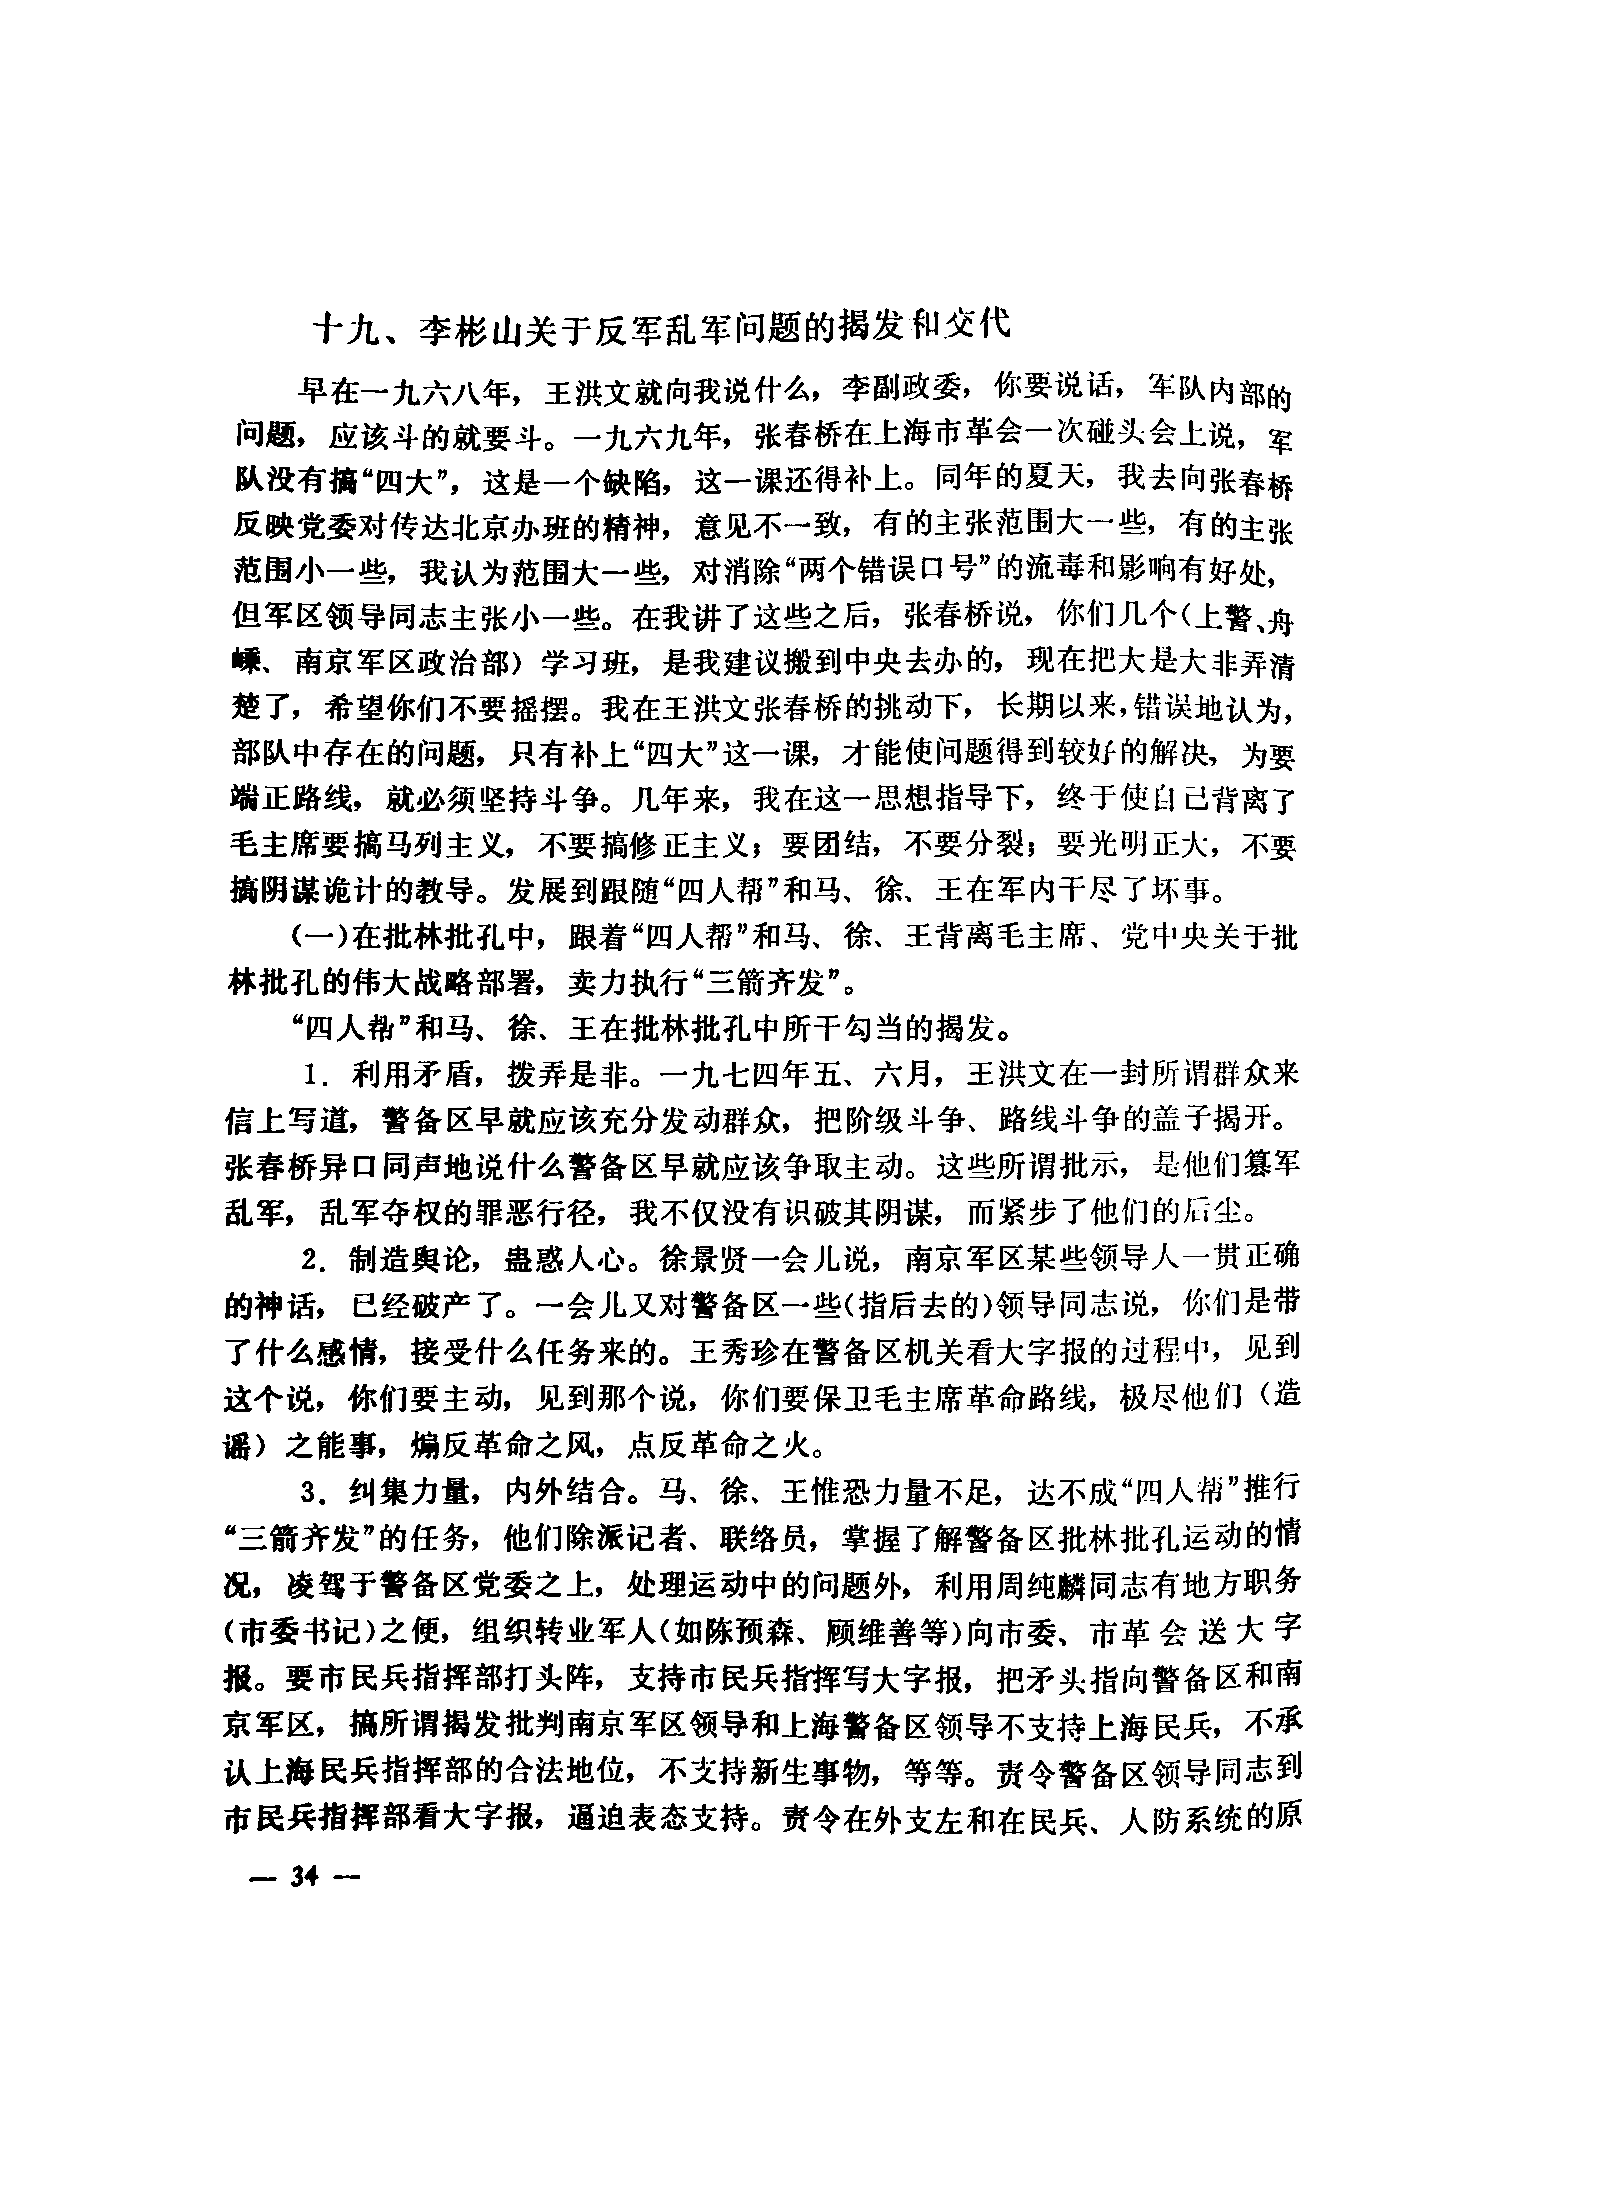 十九、李彬山关于反军乱军问题的揭发和交代
早在一九六八年，王洪文就向我说什么，李副政委，你要说话，军队内部的
问题，应该斗的就要斗。一九六九年，张春桥在上海市革会一次碰头会上说，军
队没有搞“四大”，这是一个缺陷，这一课还得补上。同年的夏天，我去向张春桥
反映党委对传达北京办班的精神，意见不一致，有的主张范围大一些，有的主张
范围小一些，我认为范围大一些，对消除“两个错误口号”的流毒和影响有好处，
但军区领导同志主张小一些。在我讲了这些之后，张春桥说，你们几个(上警、舟
嵊、南京军区政治部）学习班，是我建议搬到中央去办的，现在把大是大非弄清
楚了，希望你们不要摇摆。我在王洪文张春桥的挑动下，长期以来，错误地认为，
部队中存在的问题，只有补上“四大”这一课，才能使问题得到较好的解决，为要
端正路线，就必须坚持斗争。几年来，我在这一思想指导下，终于使自己背离了
毛主席要搞马列主义，不要搞修正主义；要团结，不要分裂；要光明正大，不要
搞阴谋诡计的教导。发展到跟随“四人帮”和马、徐、王在军内干尽了坏事。
(一)在批林批孔中，跟着“四人帮”和马、徐、王背离毛主席、党中央关于批
林批孔的伟大战略部署，卖力执行“三箭齐发”。
“四人帮”和马、徐、王在批林批孔中所干勾当的揭发。
1．利用矛盾，拨弄是非。一九七四年五、六月，王洪文在一封所谓群众来
信上写道，警备区早就应该充分发动群众，把阶级斗争、路线斗争的盖子揭开。
张春桥异口同声地说什么警备区早就应该争取主动。这些所谓批示，是他们篡军
乱军，乱军夺权的罪恶行径，我不仅没有识破其阴谋，而紧步了他们的后尘。
2．制造舆论，蛊惑人心。徐景贤一会儿说，南京军区某些领导人一贯正确
的神话，已经破产了。一会儿又对警备区一些(指后去的)领导同志说，你们是带
了什么感情，接受什么任务来的。王秀珍在警备区机关看大字报的过程中，见到
这个说，你们要主动，见到那个说，你们要保卫毛主席革命路线，极尽他们（造
谣）之能事，煽反革命之风，点反革命之火。
3．纠集力量，内外结合。马、徐、王惟恐力量不足，达不成“四人帮”推行
“三箭齐发”的任务，他们除派记者、联络员，掌握了解警备区批林批孔运动的情
况，凌驾于警备区党委之上，处理运动中的问题外，利用周纯麟同志有地方职务
(市委书记)之便，组织转业军人(如陈预森、顾维善等)向市委、市革会送大字
报。要市民兵指挥部打头阵，支持市民兵指挥写大字报，把矛头指向警备区和南
京军区，搞所谓揭发批判南京军区领导和上海警备区领导不支持上海民兵，不承
认上海民兵指挥部的合法地位，不支持新生事物，等等。责令警备区领导同志到
市民兵指挥部看大字报，逼迫表态支持。责令在外支左和在民兵、人防系统的原
— 34 —